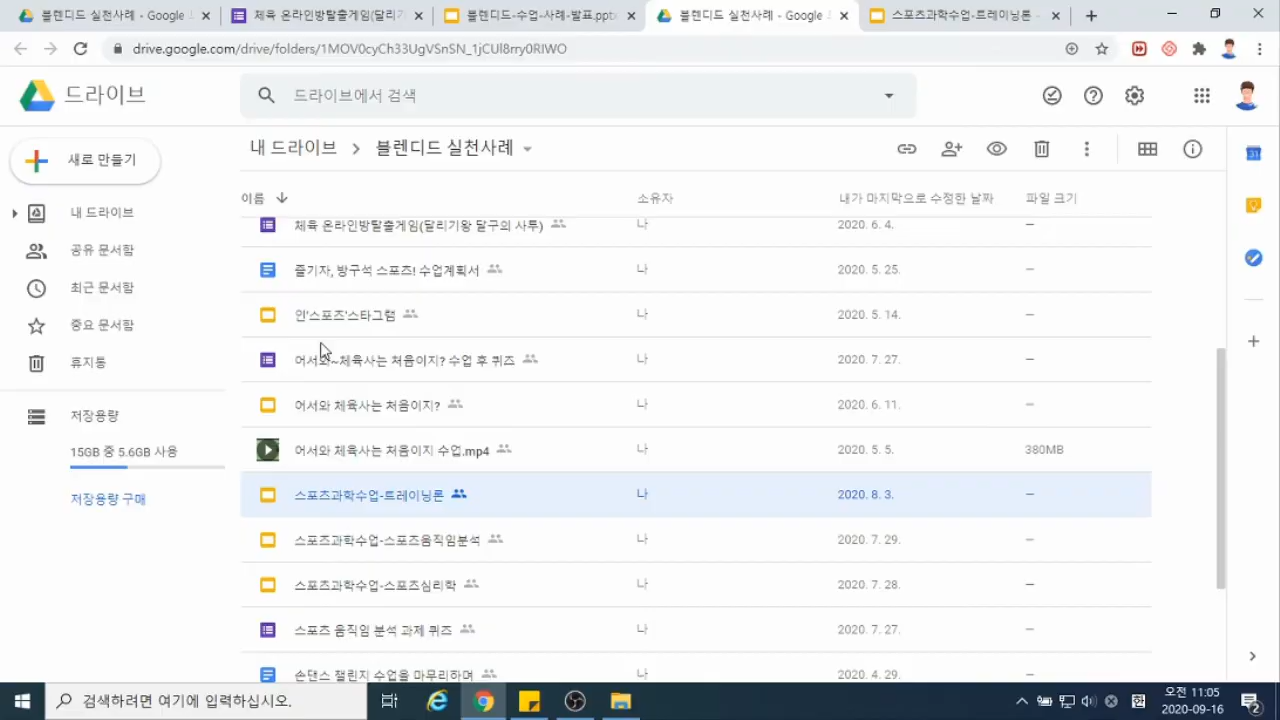 블렌디드 실천사례 - Google
체육 온라인방탈출게임(달리기
블렌디드-수업-사례-발표.pptx
블렌디드 실천사례 - Google
스포츠과학수업-트레이닝론 -
drive.google.com/drive/folders/1MOV0cyCh33UgVSnSN_1jCUl8rry0RIWO
드라이브
드라이브에서 검색
새로 만들기
내 드라이브
공유 문서함
최근 문서함
중요 문서함
휴지통
저장용량
15GB 중 5.6GB 사용
저장용량 구매
내 드라이브 > 블렌디드 실천사례
이름 소유자 내가 마지막으로 수정한 날짜 파일 크기
체육 온라인방탈출게임(달리기왕 달구의 사투) 나 2020. 6. 4. –
즐기자, 방구석 스포츠! 수업계획서 나 2020. 5. 25. –
인'스포츠'스타그램 나 2020. 5. 14. –
어서와~체육사는 처음이지? 수업 후 퀴즈 나 2020. 7. 27. –
어서와 체육사는 처음이지? 나 2020. 6. 11. –
어서와 체육사는 처음이지 수업.mp4 나 2020. 5. 5. 380MB
스포츠과학수업-트레이닝론 나 2020. 8. 3. –
스포츠과학수업-스포츠움직임분석 나 2020. 7. 29. –
스포츠과학수업-스포츠심리학 나 2020. 7. 28. –
스포츠 움직임 분석 과제 퀴즈 나 2020. 7. 27. –
손댄스 챌린지 수업을 마무리하며 나 2020. 4. 29. –
31
검색하려면 여기에 입력하십시오.
한
오전 11:05
2020-09-16
2